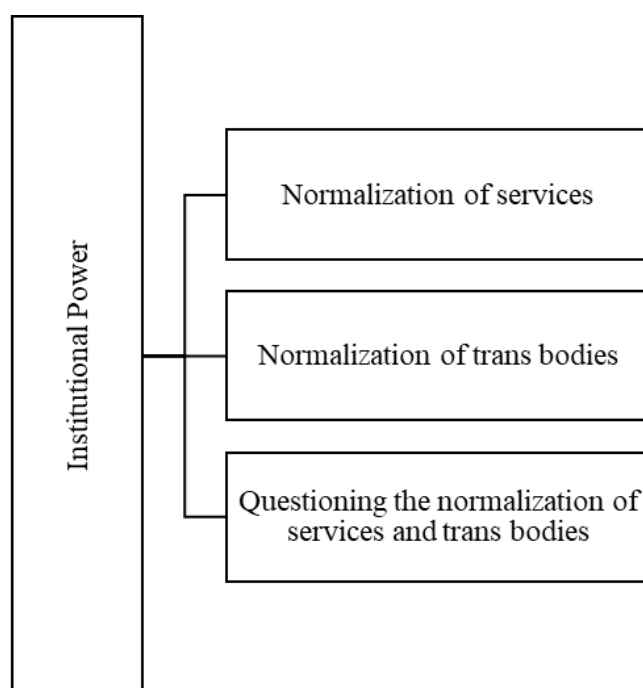 Institutional Power
Normalization of services
Normalization of trans bodies
Questioning the normalization of
services and trans bodies